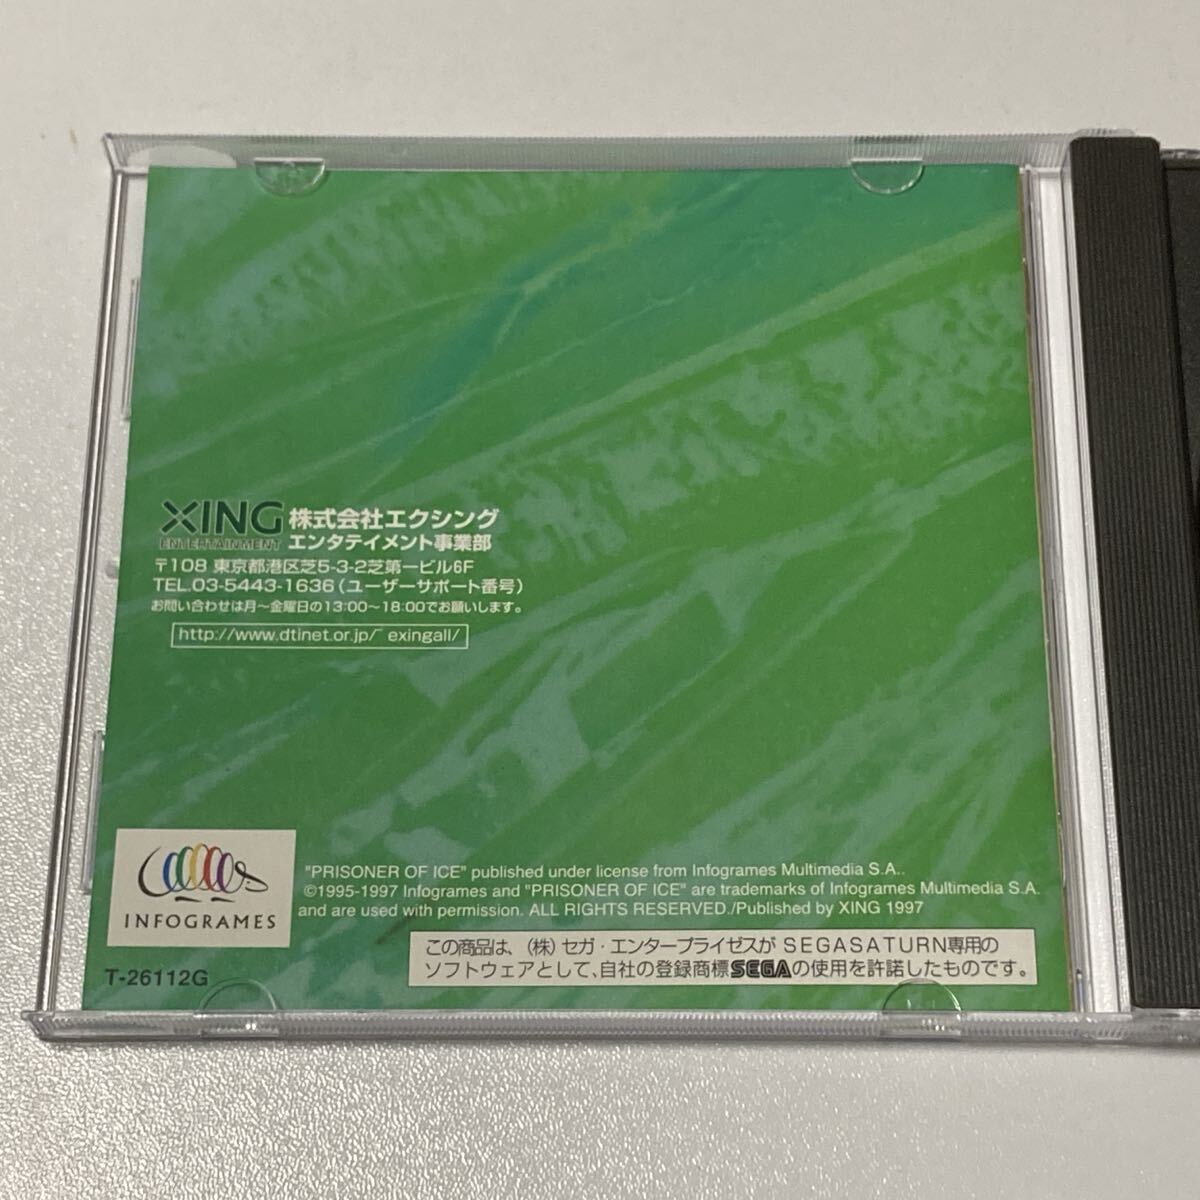 XING 株式会社エクシング
ENTERTAINMENT エンタテイメント事業部
〒108 東京都港区芝5-3-2芝第一ビル6F
TEL.03-5443-1636(ユーザーサポート番号)
お問い合わせは月〜金曜日の13:00〜18:00でお願いします。
http://www.dtinet.or.jp/~exingall/
INFOGRAMES
"PRISONER OF ICE" published under license from Infogrames Multimedia S.A..
©1995-1997 Infogrames and "PRISONER OF ICE" are trademarks of Infogrames Multimedia S.A.
and are used with permission. ALL RIGHTS RESERVED./Published by XING 1997
この商品は、(株)セガ・エンタープライゼスがSEGASATURN専用の
ソフトウェアとして、自社の登録商標SEGAの使用を許諾したものです。
T-26112G